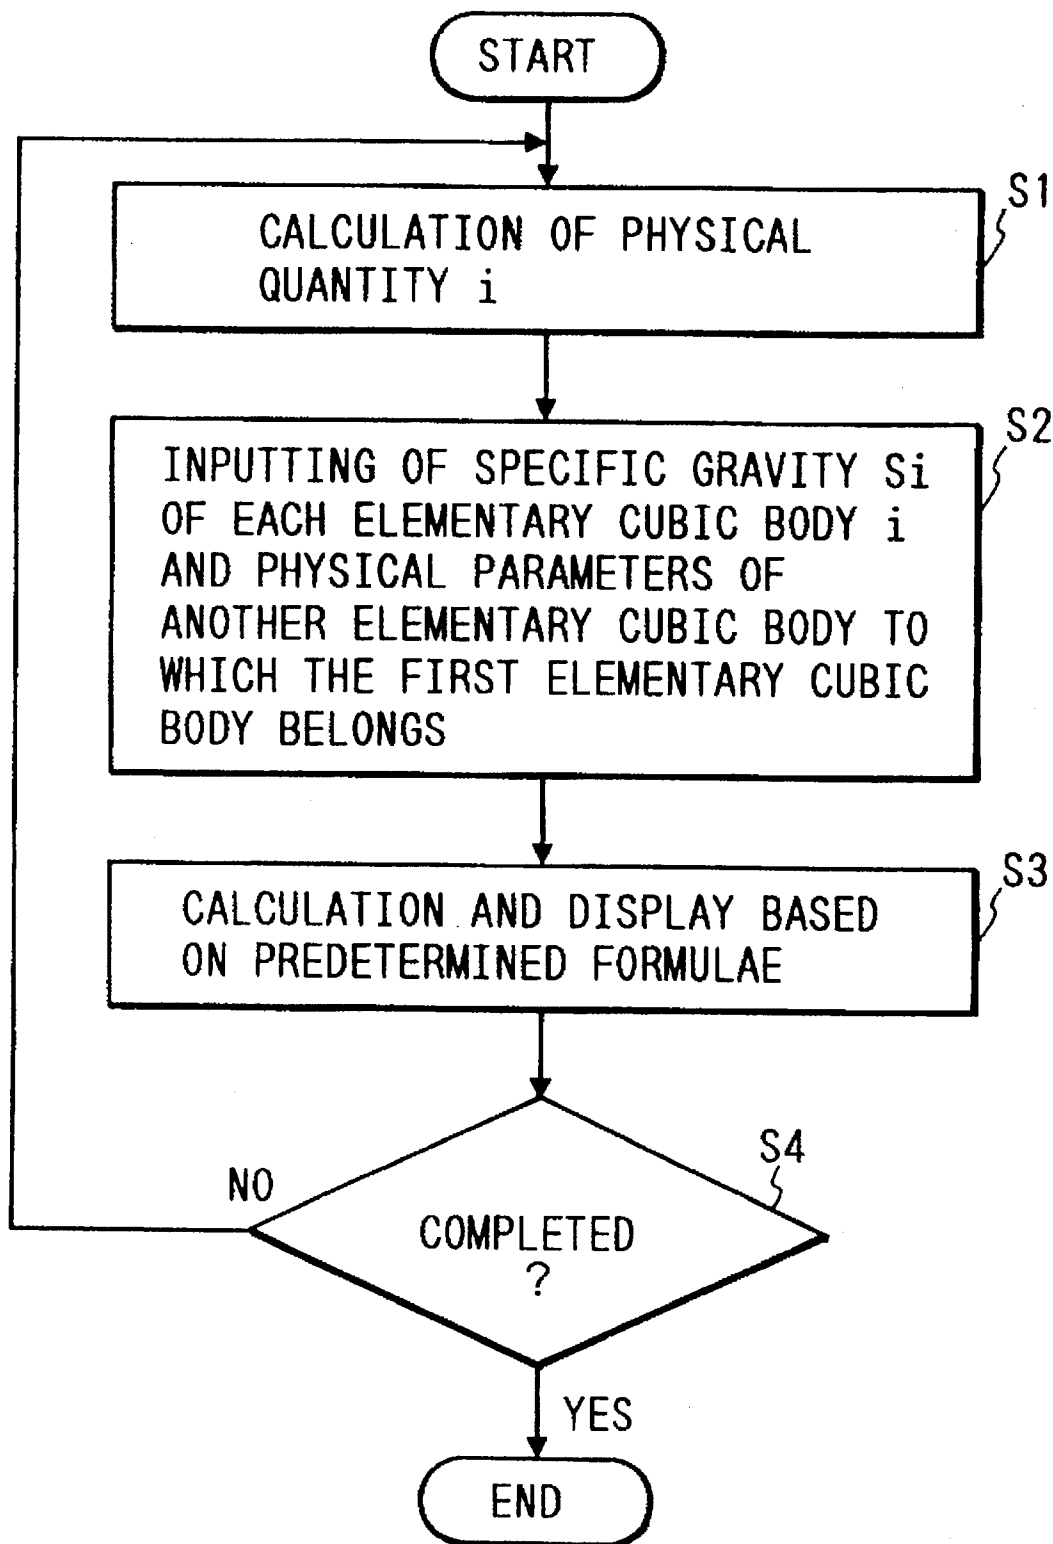 START
S1
CALCULATION OF PHYSICAL
QUANTITY i
S2
INPUTTING OF SPECIFIC GRAVITY Si
OF EACH ELEMENTARY CUBIC BODY i
AND PHYSICAL PARAMETERS OF
ANOTHER ELEMENTARY CUBIC BODY TO
WHICH THE FIRST ELEMENTARY CUBIC
BODY BELONGS
S3
CALCULATION AND DISPLAY BASED
ON PREDETERMINED FORMULAE
S4
NO
COMPLETED
?
YES
END